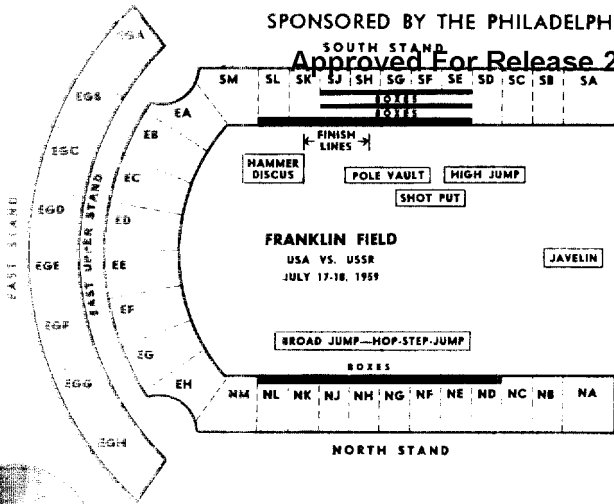 SPONSORED BY THE PHILADELPH
SOUTH STAND
Approved For Release 2
SM SL SK SJ SH SG SF SE SD SC SB SA
BOXES
BOXES
FINISH
LINES
HAMMER
DISCUS
POLE VAULT
HIGH JUMP
SHOT PUT
FRANKLIN FIELD
USA VS. USSR
JULY 17-18, 1959
JAVELIN
BROAD JUMP—HOP-STEP-JUMP
BOXES
NM NL NK NJ NH NG NF NE ND NC NB NA
NORTH STAND
EAST STAND
EGA
EGB
EGC
EGD
EGE
EGF
EGG
EGH
EAST UPPER STAND
EA
EB
EC
ED
EE
EF
EG
EH